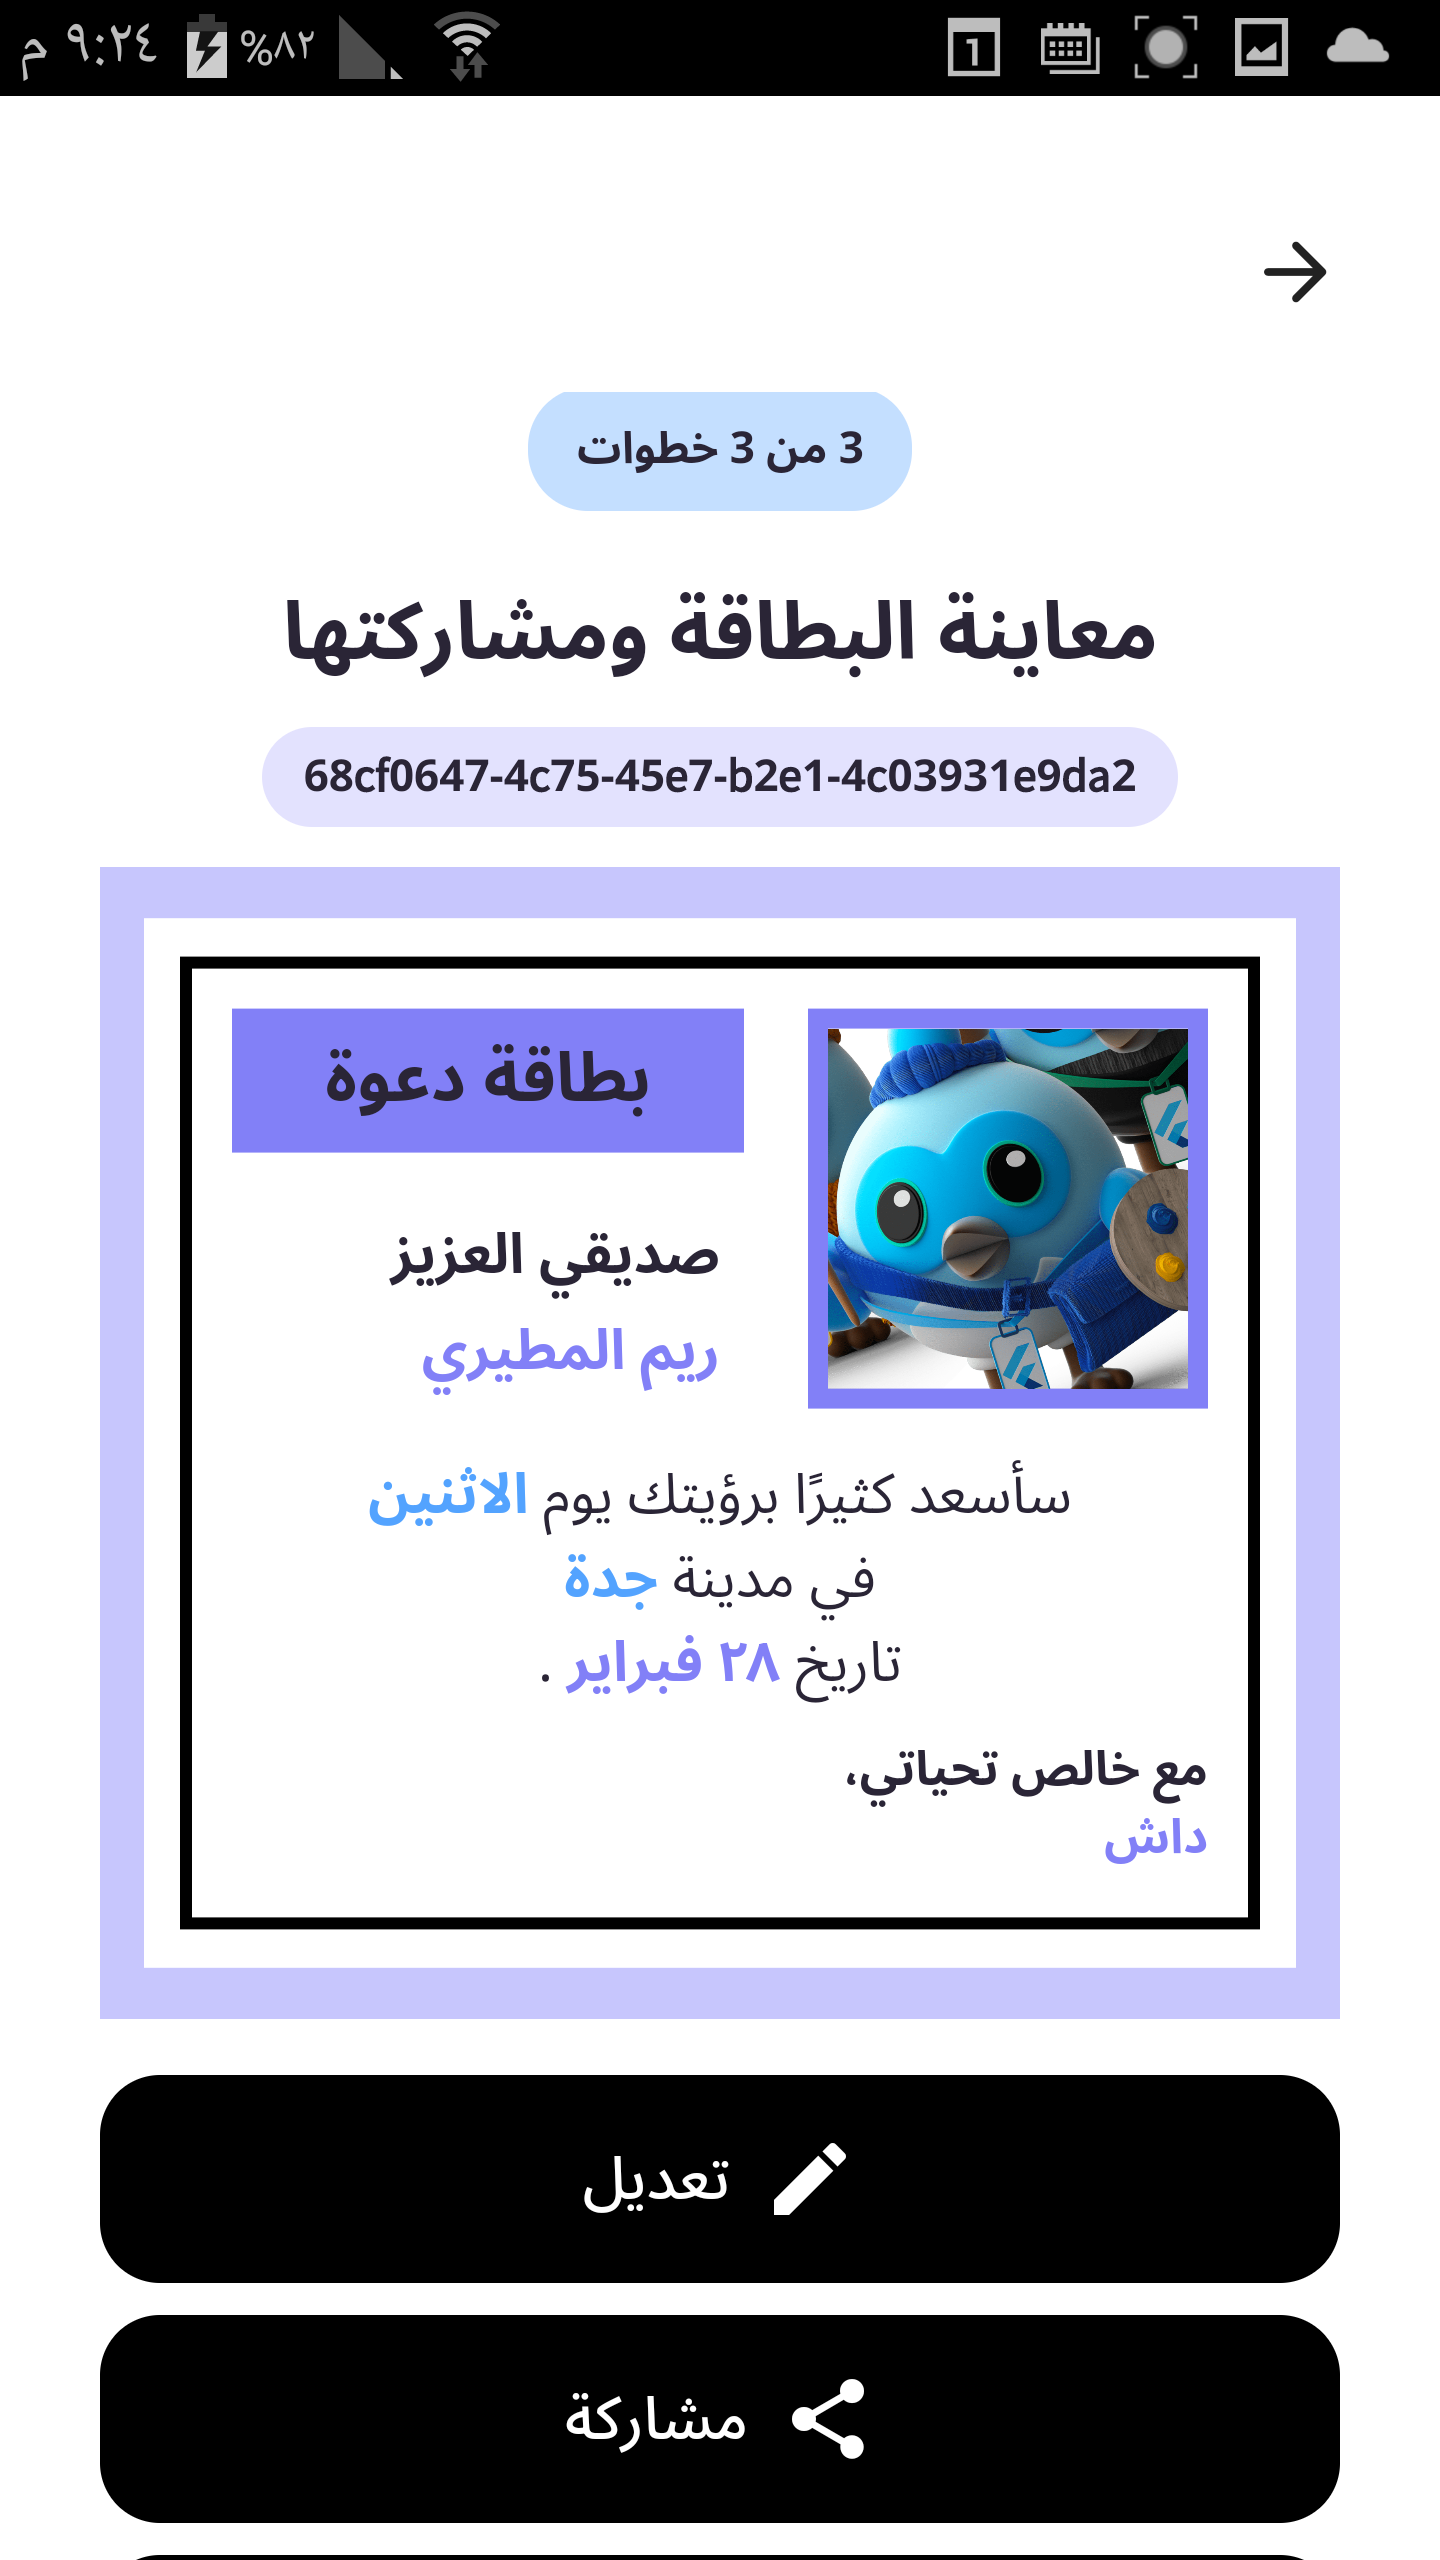 ٩:٢٤ م
%٨٢
1
3 من 3 خطوات
معاينة البطاقة ومشاركتها
68cf0647-4c75-45e7-b2e1-4c03931e9da2
بطاقة دعوة
صديقي العزيز
ريم المطيري
سأسعد كثيرًا برؤيتك يوم الاثنين
في مدينة جدة
تاريخ ٢٨ فبراير .
مع خالص تحياتي،
داش
تعديل
مشاركة